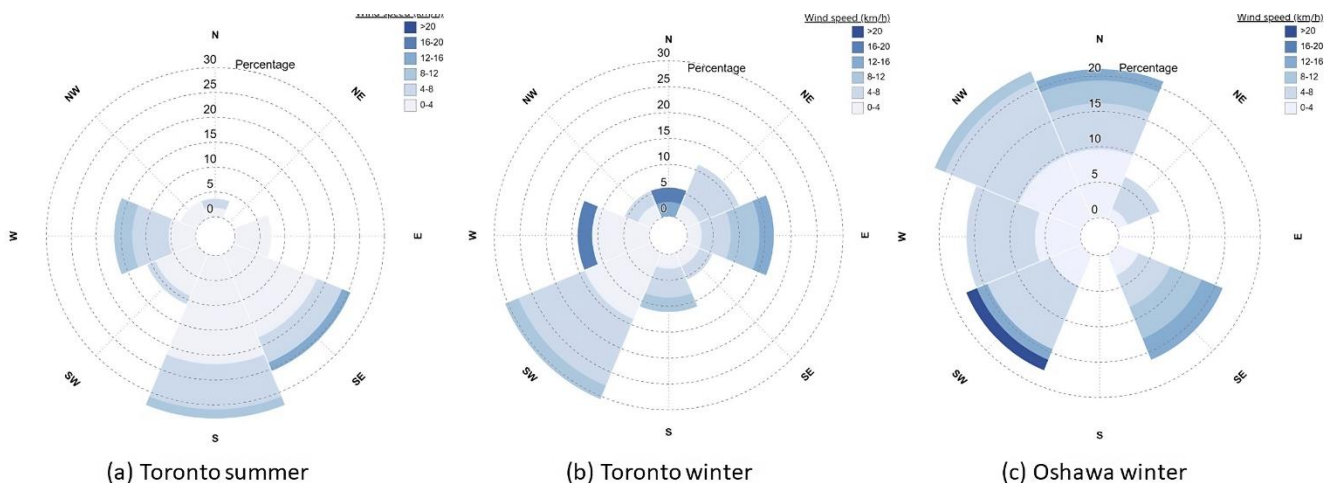 Wind speed (km/h)
>20
16-20
12-16
8-12
4-8
0-4
N
NE
E
SE
S
SW
W
NW
Percentage
30
25
20
15
10
5
0
(a) Toronto summer
Wind speed (km/h)
>20
16-20
12-16
8-12
4-8
0-4
N
NE
E
SE
S
SW
W
NW
Percentage
30
25
20
15
10
5
0
(b) Toronto winter
Wind speed (km/h)
>20
16-20
12-16
8-12
4-8
0-4
N
NE
E
SE
S
SW
W
NW
Percentage
20
15
10
5
0
(c) Oshawa winter